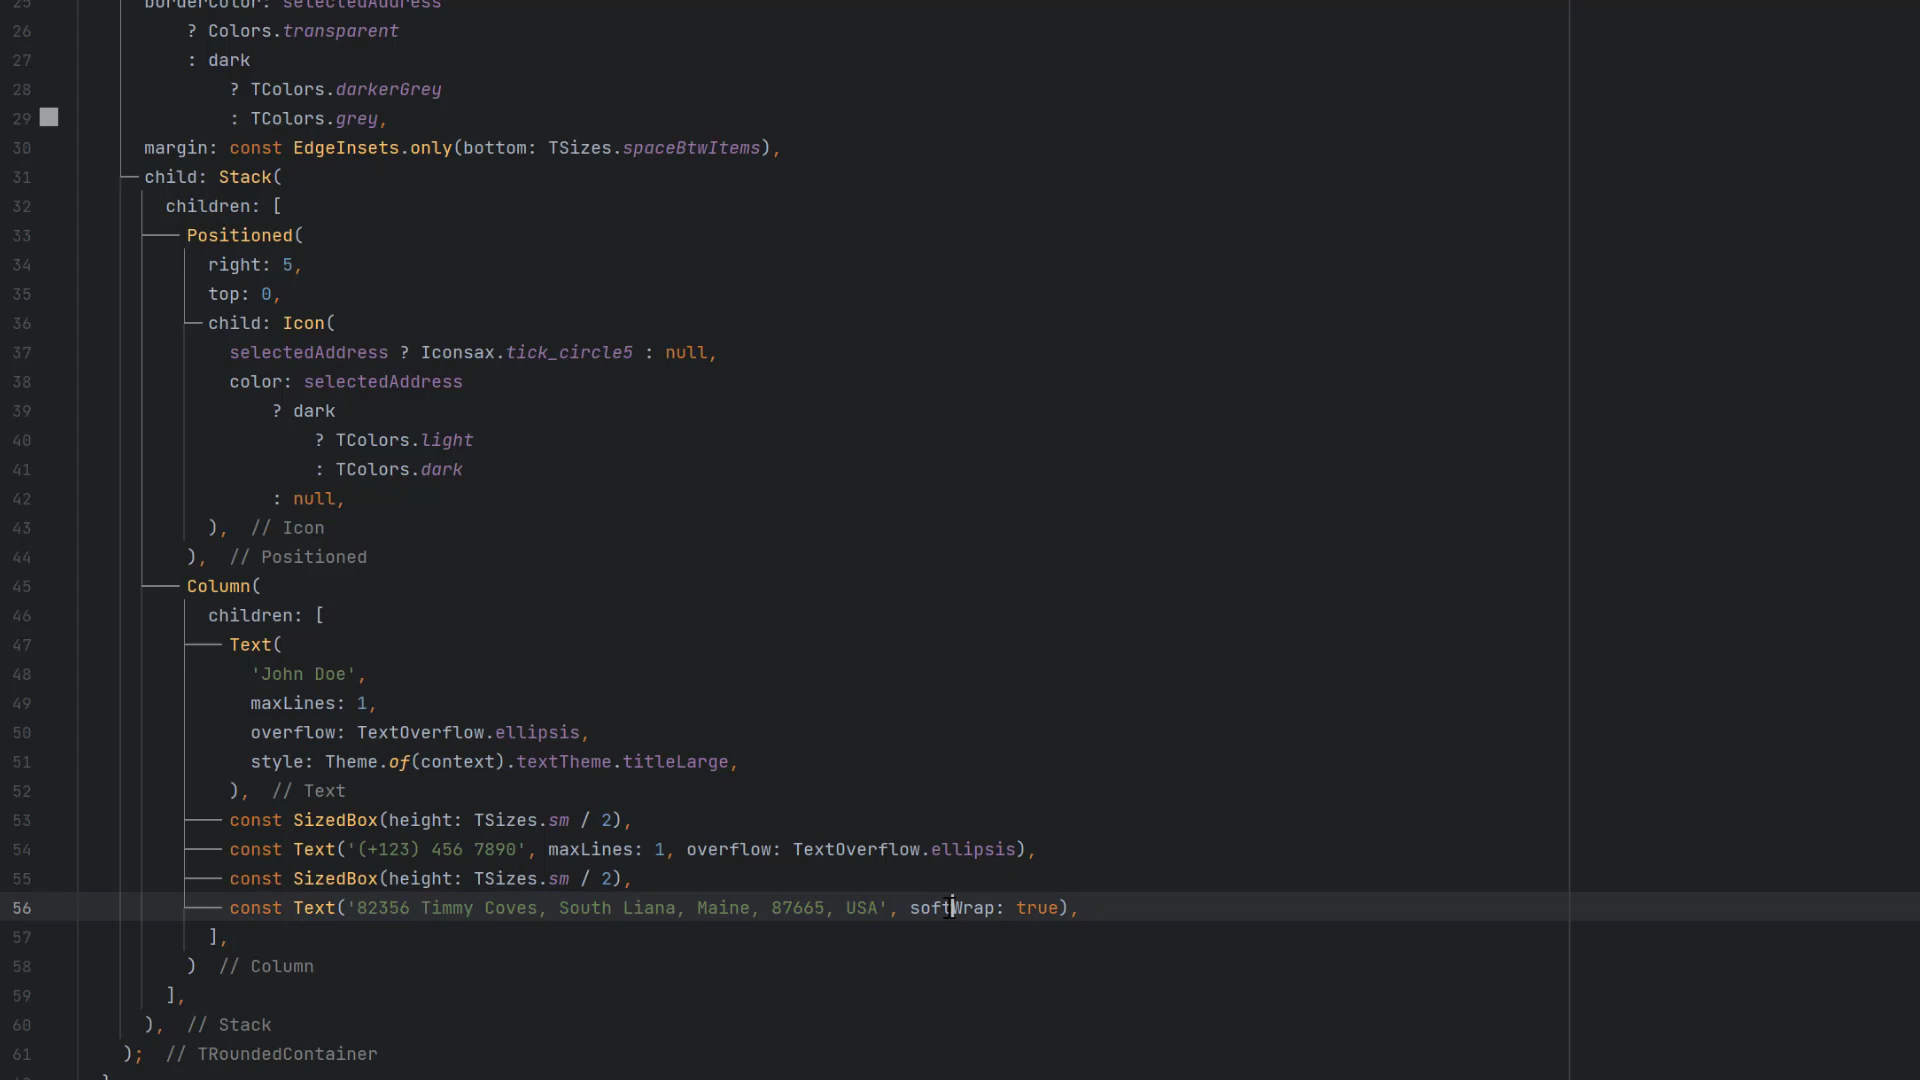 25 borderColor: selectedAddress
26 ? Colors.transparent
27 : dark
28 ? TColors.darkerGrey
29 : TColors.grey,
30 margin: const EdgeInsets.only(bottom: TSizes.spaceBtwItems),
31 child: Stack(
32 children: [
33 Positioned(
34 right: 5,
35 top: 0,
36 child: Icon(
37 selectedAddress ? Iconsax.tick_circle5 : null,
38 color: selectedAddress
39 ? dark
40 ? TColors.light
41 : TColors.dark
42 : null,
43 ), // Icon
44 ), // Positioned
45 Column(
46 children: [
47 Text(
48 'John Doe',
49 maxLines: 1,
50 overflow: TextOverflow.ellipsis,
51 style: Theme.of(context).textTheme.titleLarge,
52 ), // Text
53 const SizedBox(height: TSizes.sm / 2),
54 const Text('(+123) 456 7890', maxLines: 1, overflow: TextOverflow.ellipsis),
55 const SizedBox(height: TSizes.sm / 2),
56 const Text('82356 Timmy Coves, South Liana, Maine, 87665, USA', softWrap: true),
57 ],
58 ) // Column
59 ],
60 ), // Stack
61 ); // TRoundedContainer